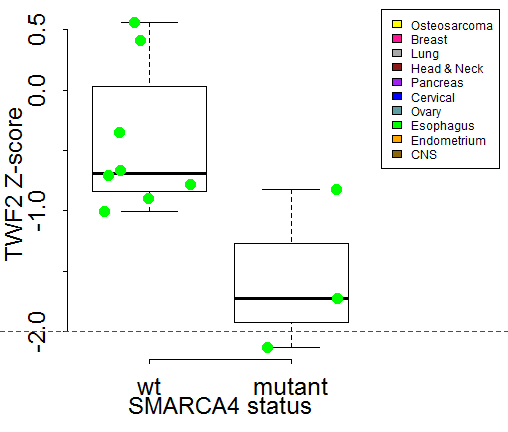 TWF2 Z-score
0.5
0.0
-1.0
-2.0
wt
mutant
SMARCA4 status
Osteosarcoma
Breast
Lung
Head & Neck
Pancreas
Cervical
Ovary
Esophagus
Endometrium
CNS